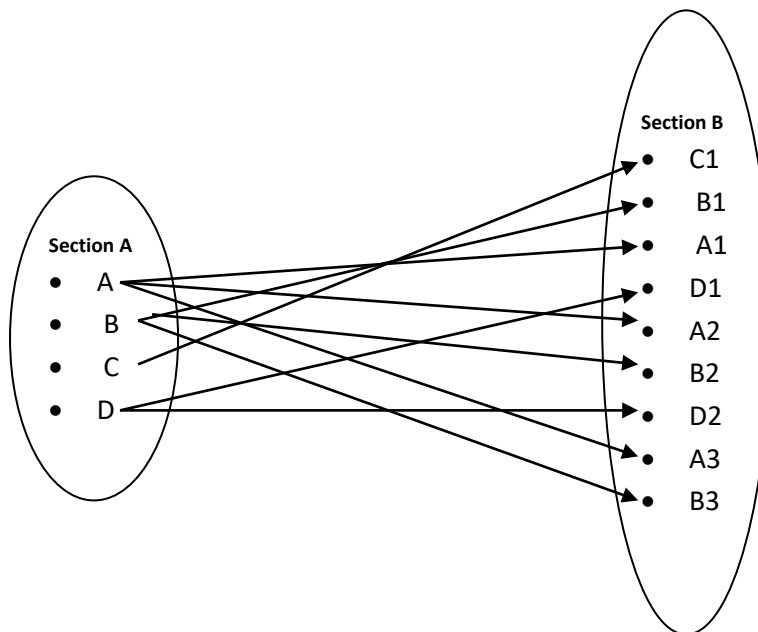 Section A
A
B
C
D
Section B
C1
B1
A1
D1
A2
B2
D2
A3
B3